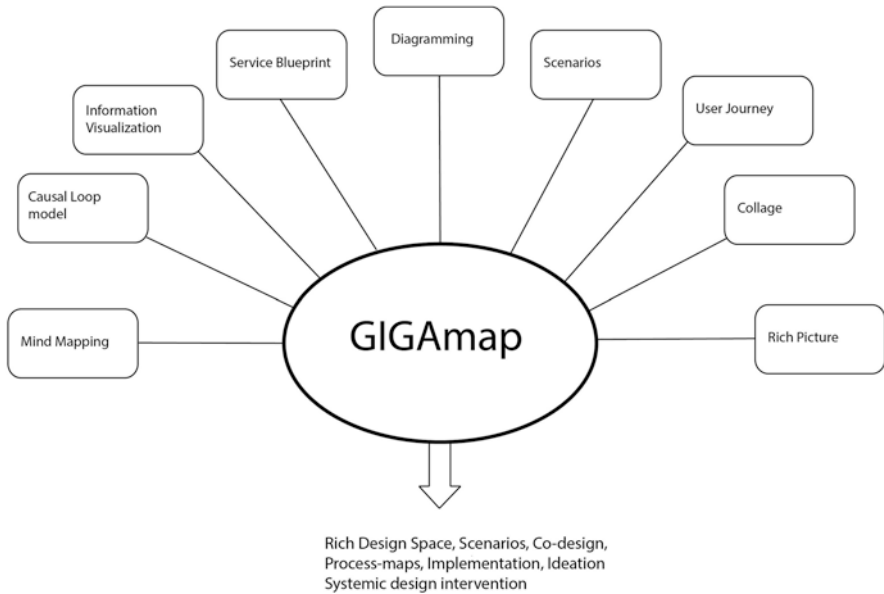 Diagramming
Service Blueprint
Scenarios
Information
Visualization
User Journey
Causal Loop
model
Collage
Mind Mapping
GIGAmap
Rich Picture
Rich Design Space, Scenarios, Co-design,
Process-maps, Implementation, Ideation
Systemic design intervention